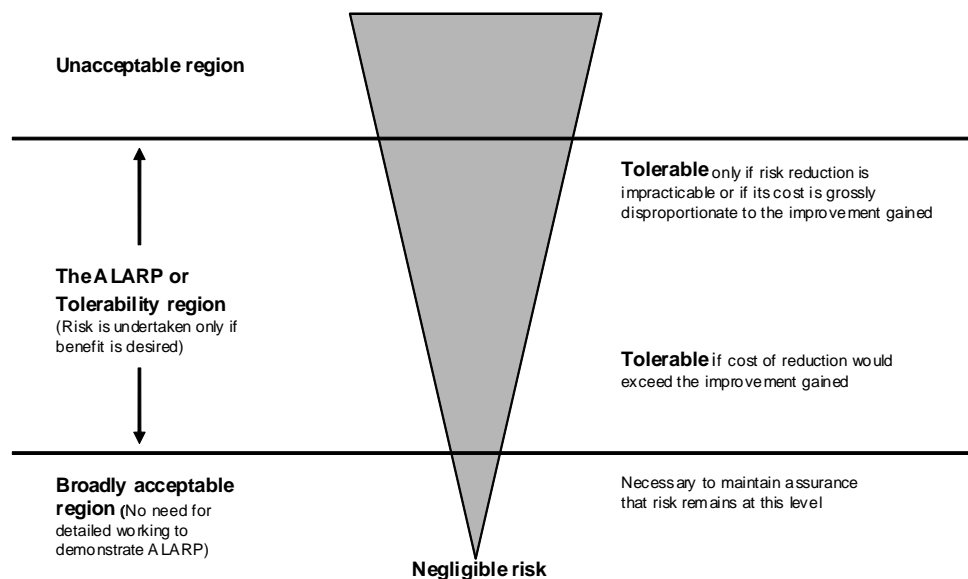 Unacceptable region
Tolerable only if risk reduction is
impracticable or if its cost is grossly
disproportionate to the improvement gained
The ALARP or
Tolerability region
(Risk is undertaken only if
benefit is desired)
Tolerable if cost of reduction would
exceed the improvement gained
Broadly acceptable
region (No need for
detailed working to
demonstrate ALARP)
Necessary to maintain assurance
that risk remains at this level
Negligible risk